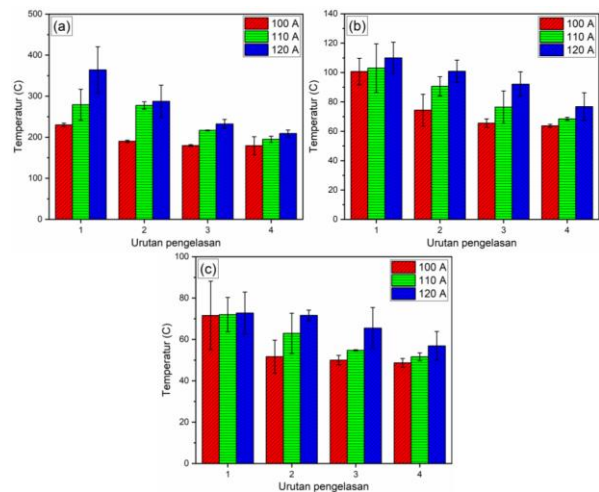 (a)
100 A
110 A
120 A
Temperatur (C)
500
400
300
200
100
0
1 2 3 4
Urutan pengelasan
(b)
100 A
110 A
120 A
Temperatur (C)
140
120
100
80
60
40
20
0
1 2 3 4
Urutan pengelasan
(c)
100 A
110 A
120 A
Temperatur (C)
100
80
60
40
20
0
1 2 3 4
Urutan pengelasan